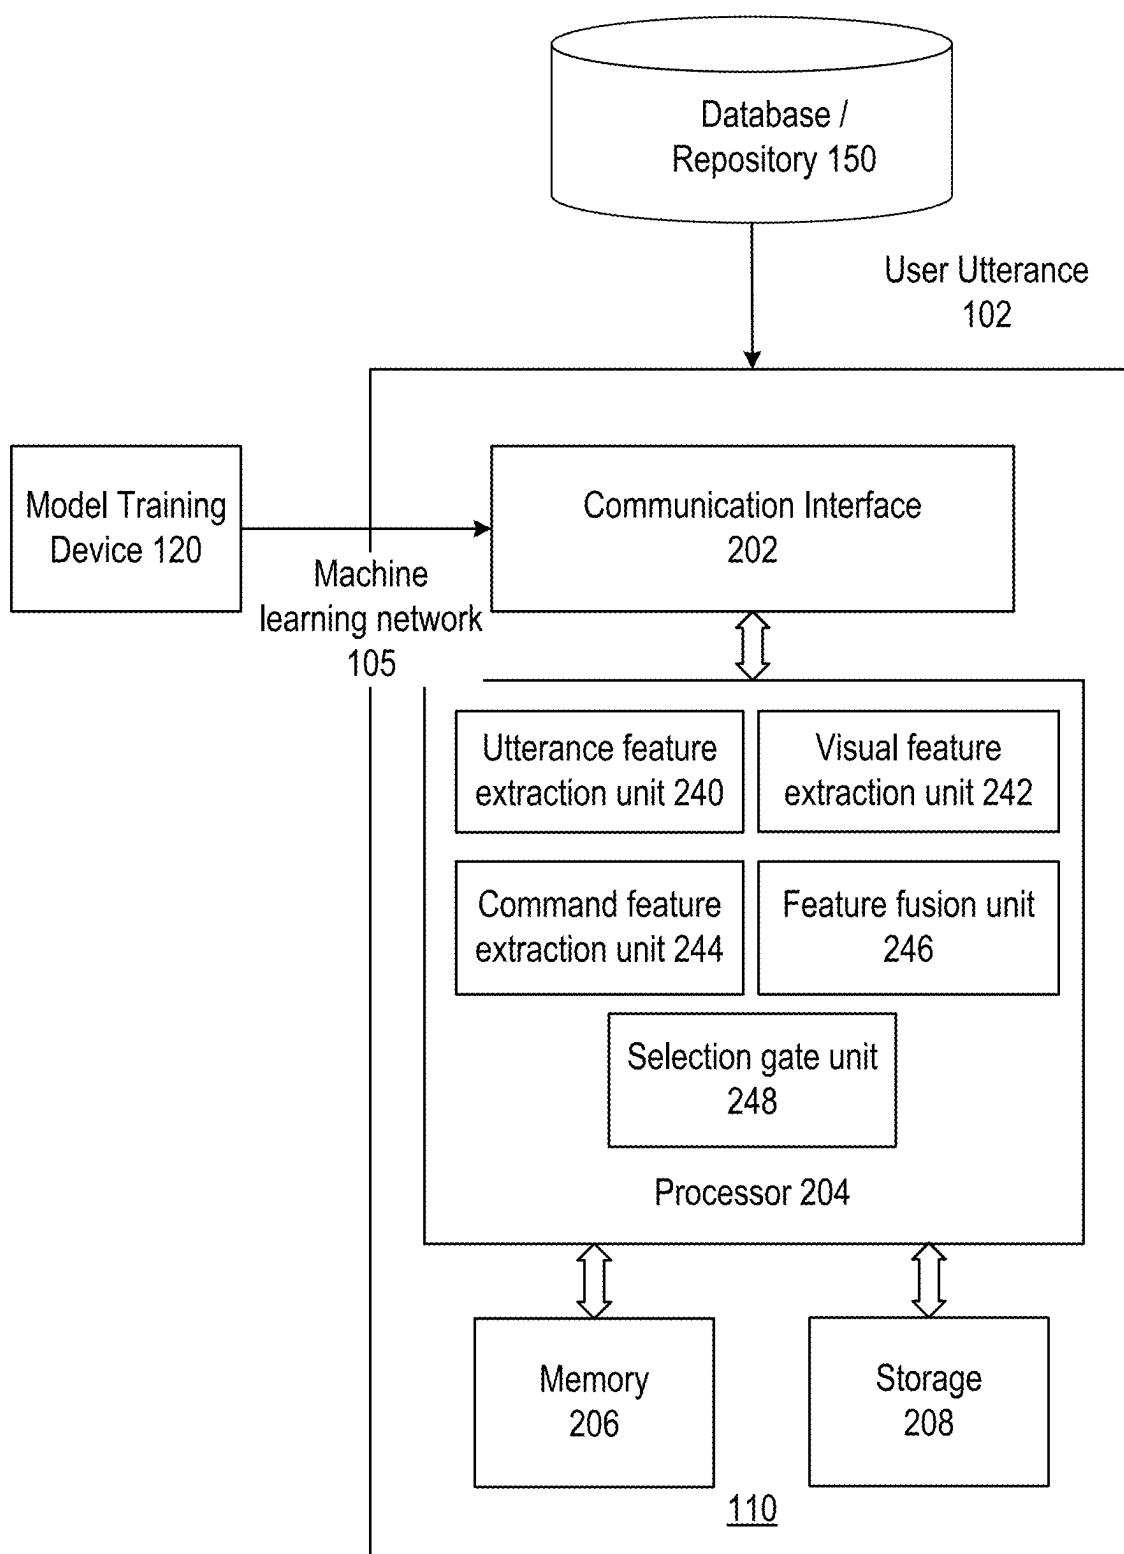 Database /
Repository 150
User Utterance
102
Model Training
Device 120
Communication Interface
202
Machine
learning network
105
Utterance feature
extraction unit 240
Visual feature
extraction unit 242
Command feature
extraction unit 244
Feature fusion unit
246
Selection gate unit
248
Processor 204
Memory
206
Storage
208
110